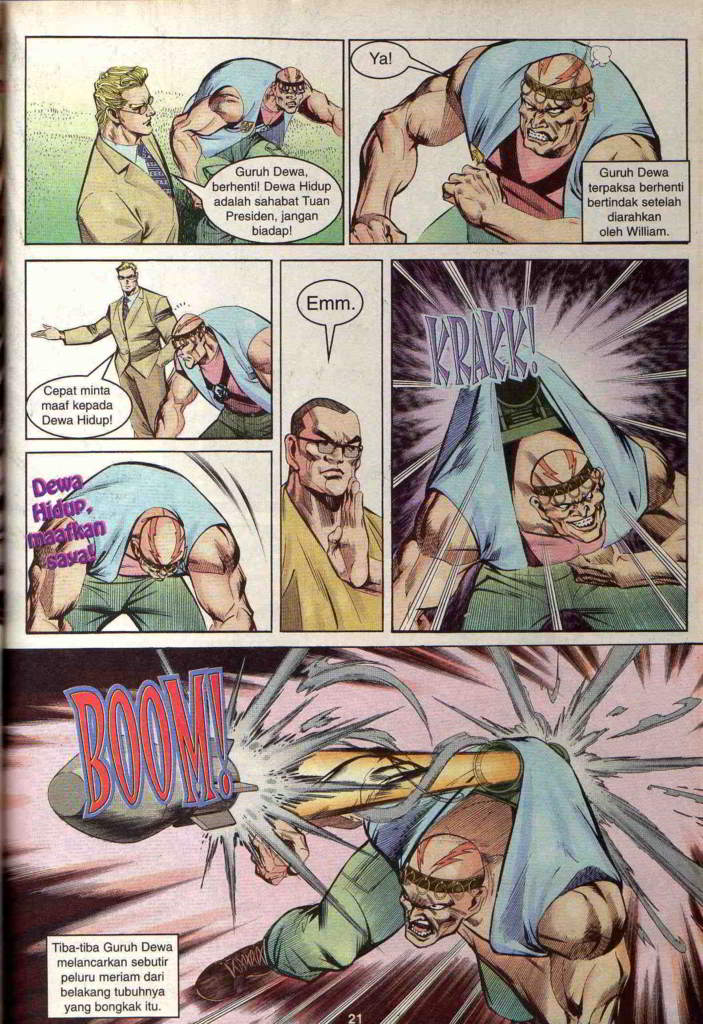 Guruh Dewa,
berhenti! Dewa Hidup
adalah sahabat Tuan
Presiden, jangan
biadap!
Ya!
Guruh Dewa
terpaksa berhenti
bertindak setelah
diarahkan
oleh William.
Cepat minta
maaf kepada
Dewa Hidup!
Dewa
Hidup,
maafkan
saya!
Emm.
KRAKK!
BOOM!
Tiba-tiba Guruh Dewa
melancarkan sebutir
peluru meriam dari
belakang tubuhnya
yang bongkak itu.
21